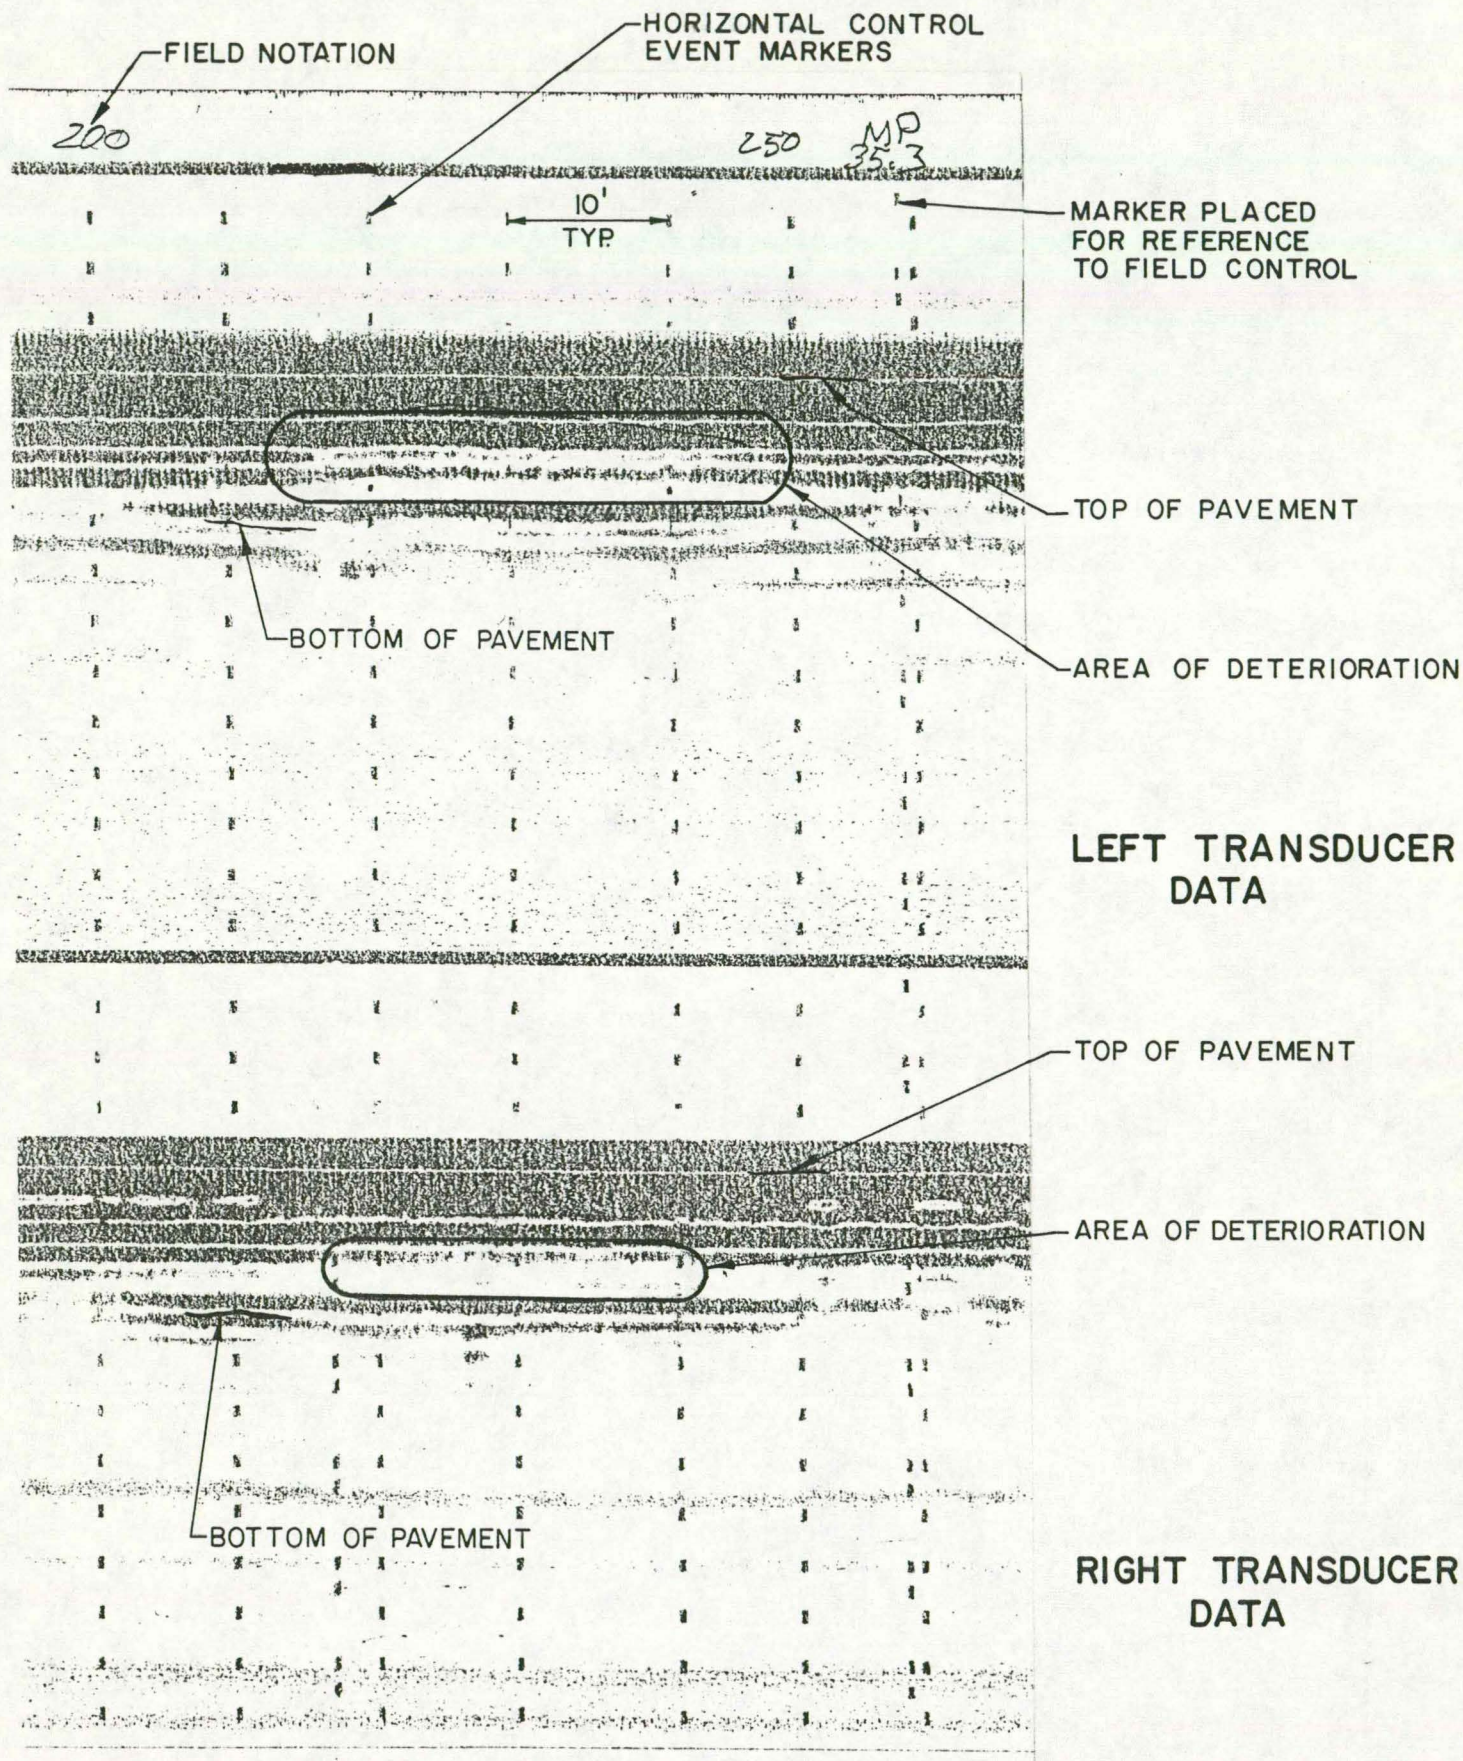 HORIZONTAL CONTROL
EVENT MARKERS
FIELD NOTATION
200
250
MP
35.3
10'
TYP.
MARKER PLACED
FOR REFERENCE
TO FIELD CONTROL
TOP OF PAVEMENT
BOTTOM OF PAVEMENT
AREA OF DETERIORATION
LEFT TRANSDUCER
DATA
TOP OF PAVEMENT
AREA OF DETERIORATION
BOTTOM OF PAVEMENT
RIGHT TRANSDUCER
DATA